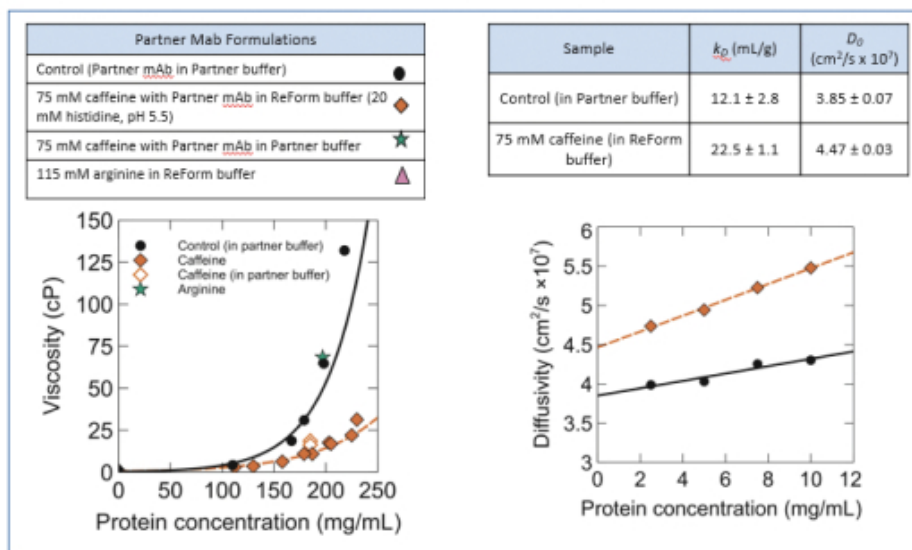 Partner Mab Formulations
Control (Partner mAb in Partner buffer)
75 mM caffeine with Partner mAb in ReForm buffer (20
mM histidine, pH 5.5)
75 mM caffeine with Partner mAb in Partner buffer
115 mM arginine in ReForm buffer
Sample
k_D (mL/g)
D_0
(cm²/s x 10⁷)
Control (in Partner buffer)
12.1 ± 2.8
3.85 ± 0.07
75 mM caffeine (in ReForm
buffer)
22.5 ± 1.1
4.47 ± 0.03
150
125
100
75
50
25
0
Viscosity (cP)
Control (in partner buffer)
Caffeine
Caffeine (in partner buffer)
Arginine
0 50 100 150 200 250
Protein concentration (mg/mL)
6
5.5
5
4.5
4
3.5
3
Diffusivity (cm²/s ×10⁷)
0 2 4 6 8 10 12
Protein concentration (mg/mL)